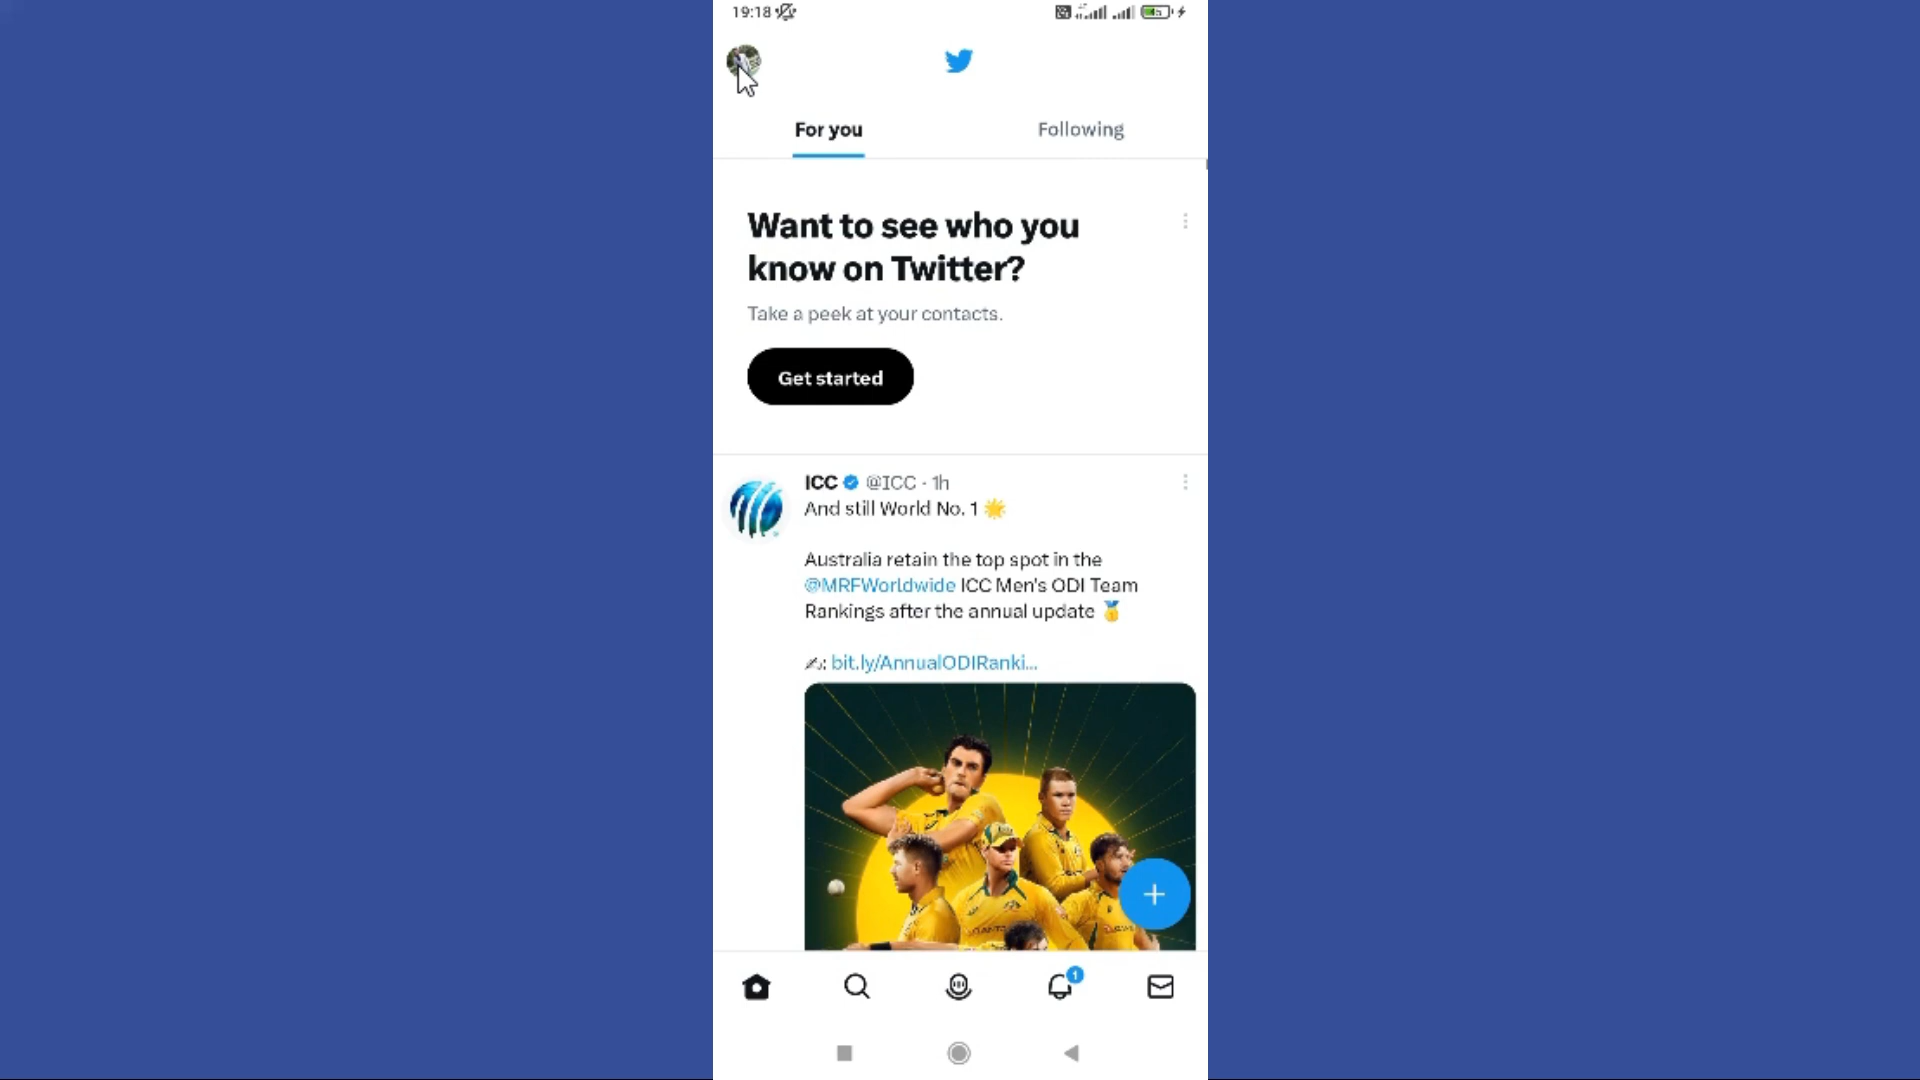 19:18
For you
Following
Want to see who you
know on Twitter?
Take a peek at your contacts.
Get started
ICC @ICC · 1h
And still World No. 1 🌟
Australia retain the top spot in the
@MRFWorldwide ICC Men's ODI Team
Rankings after the annual update 🥇
✍️: bit.ly/AnnualODIRanki...
1